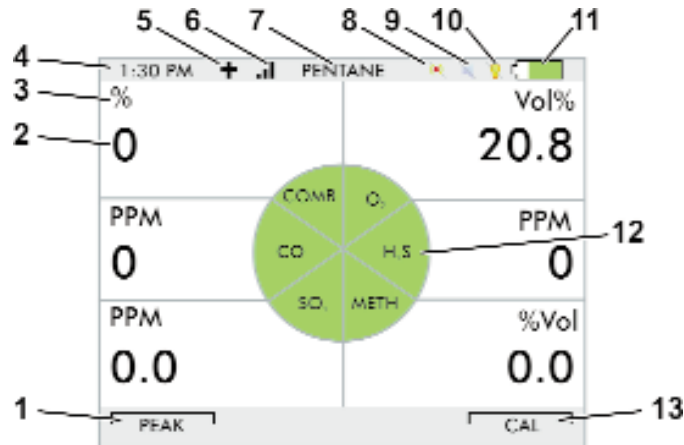 5 6 7 8 9 10 11
4 1:30 PM PENTANE
3 % Vol%
2 0 20.8
COMB O₂
PPM PPM
CO H₂S 12
0 0
SO₂ METH
PPM %Vol
0.0 0.0
1 PEAK CAL 13